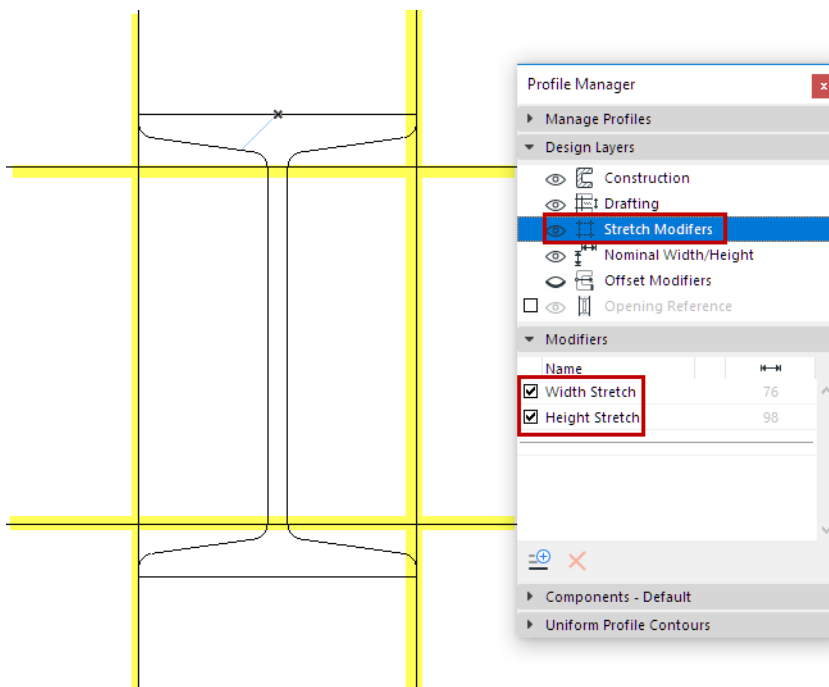 Profile Manager
x
Manage Profiles
Design Layers
Construction
Drafting
Stretch Modifers
Nominal Width/Height
Offset Modifiers
Opening Reference
Modifiers
Name
Width Stretch 76
Height Stretch 98
Components - Default
Uniform Profile Contours